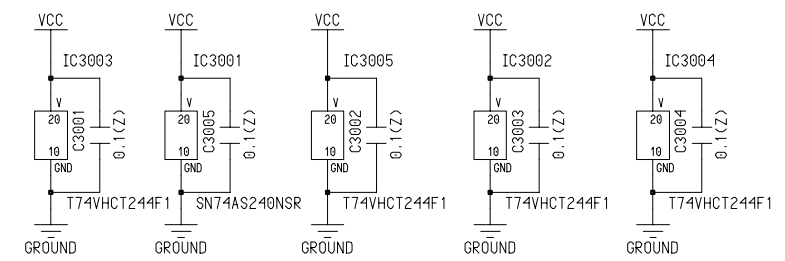 VCC VCC VCC VCC VCC
IC3003 IC3001 IC3005 IC3002 IC3004
V V V V V
20 20 20 20 20
C3001 0.1(Z) C3005 0.1(Z) C3002 0.1(Z) C3003 0.1(Z) C3004 0.1(Z)
10 10 10 10 10
GND GND GND GND GND
T74VHCT244F1 SN74AS240NSR T74VHCT244F1 T74VHCT244F1 T74VHCT244F1
GROUND GROUND GROUND GROUND GROUND